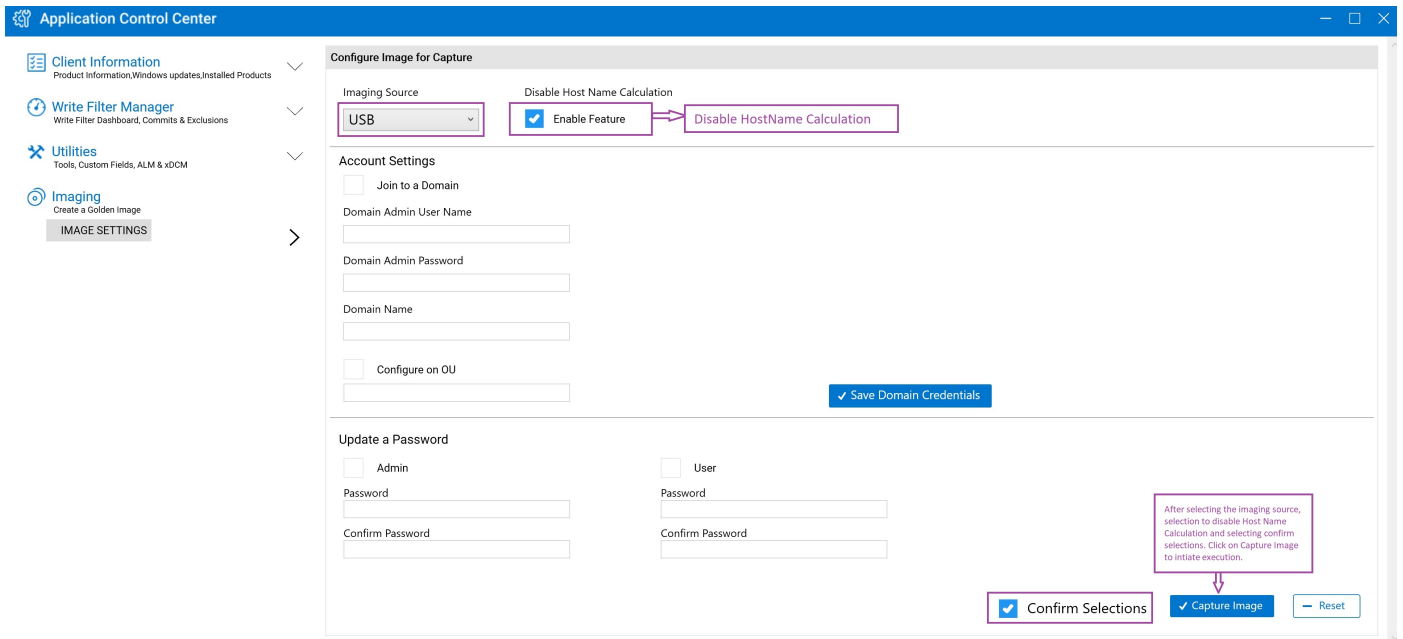 Application Control Center
Client Information
Product Information,Windows updates,Installed Products
Write Filter Manager
Write Filter Dashboard, Commits & Exclusions
Utilities
Tools, Custom Fields, ALM & xDCM
Imaging
Create a Golden Image
IMAGE SETTINGS
Configure Image for Capture
Imaging Source
Disable Host Name Calculation
USB
Enable Feature
Disable HostName Calculation
Account Settings
Join to a Domain
Domain Admin User Name
Domain Admin Password
Domain Name
Configure on OU
Save Domain Credentials
Update a Password
Admin
User
Password
Password
Confirm Password
Confirm Password
After selecting the imaging source,
selection to disable Host Name
Calculation and selecting confirm
selections. Click on Capture Image
to intiate execution.
Confirm Selections
Capture Image
Reset